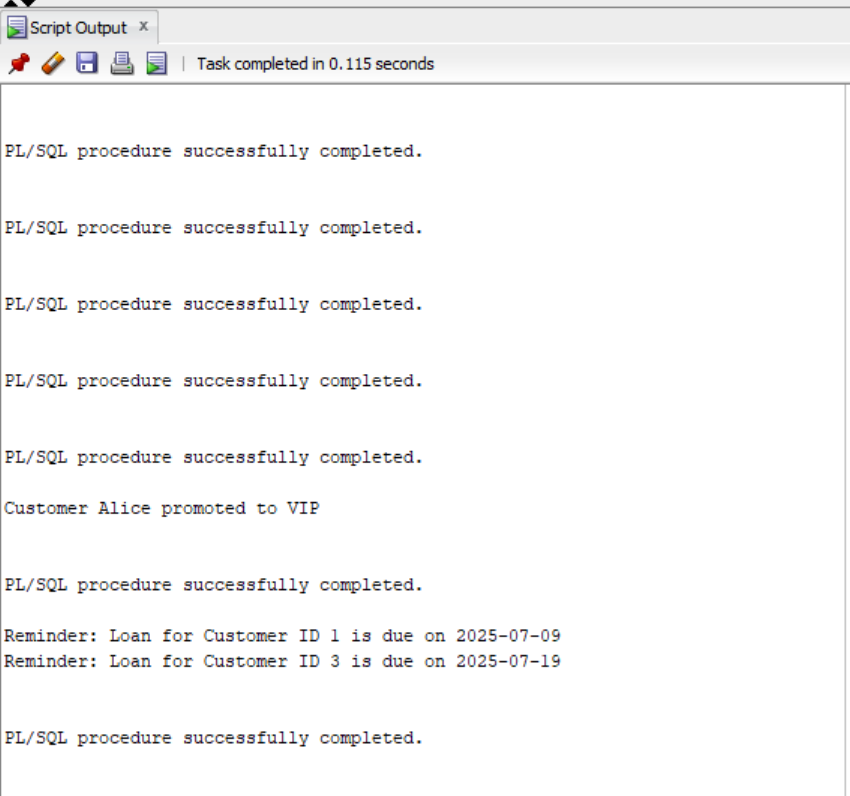 Script Output x
Task completed in 0.115 seconds
PL/SQL procedure successfully completed.
PL/SQL procedure successfully completed.
PL/SQL procedure successfully completed.
PL/SQL procedure successfully completed.
PL/SQL procedure successfully completed.
Customer Alice promoted to VIP
PL/SQL procedure successfully completed.
Reminder: Loan for Customer ID 1 is due on 2025-07-09
Reminder: Loan for Customer ID 3 is due on 2025-07-19
PL/SQL procedure successfully completed.